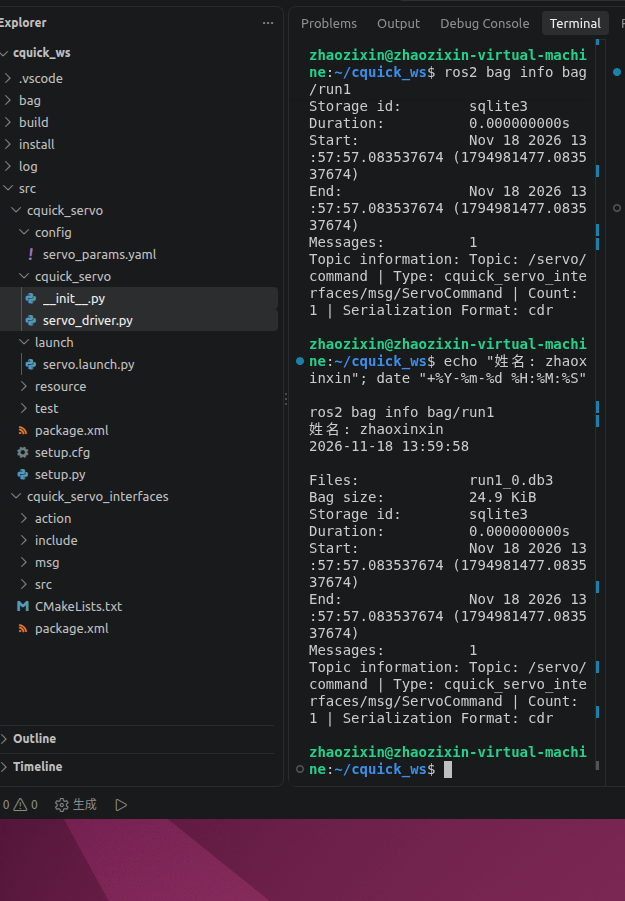 Explorer
cquick_ws
.vscode
bag
build
install
log
src
cquick_servo
config
! servo_params.yaml
cquick_servo
__init__.py
servo_driver.py
launch
servo.launch.py
resource
test
package.xml
setup.cfg
setup.py
cquick_servo_interfaces
action
include
msg
src
CMakeLists.txt
package.xml
Outline
Timeline
0 0 生成
Problems Output Debug Console Terminal
zhaozixin@zhaozixin-virtual-machi
ne:~/cquick_ws$ ros2 bag info bag
/run1
Storage id: sqlite3
Duration: 0.000000000s
Start: Nov 18 2026 13
:57:57.083537674 (1794981477.0835
37674)
End: Nov 18 2026 13
:57:57.083537674 (1794981477.0835
37674)
Messages: 1
Topic information: Topic: /servo/
command | Type: cquick_servo_inte
rfaces/msg/ServoCommand | Count:
1 | Serialization Format: cdr
zhaozixin@zhaozixin-virtual-machi
ne:~/cquick_ws$ echo "姓名: zhaox
inxin"; date "+%Y-%m-%d %H:%M:%S"
ros2 bag info bag/run1
姓名: zhaoxinxin
2026-11-18 13:59:58
Files: run1_0.db3
Bag size: 24.9 KiB
Storage id: sqlite3
Duration: 0.000000000s
Start: Nov 18 2026 13
:57:57.083537674 (1794981477.0835
37674)
End: Nov 18 2026 13
:57:57.083537674 (1794981477.0835
37674)
Messages: 1
Topic information: Topic: /servo/
command | Type: cquick_servo_inte
rfaces/msg/ServoCommand | Count:
1 | Serialization Format: cdr
zhaozixin@zhaozixin-virtual-machi
ne:~/cquick_ws$